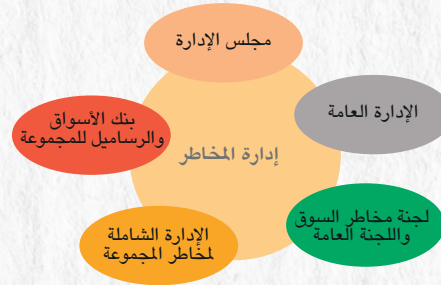 مجلس الإدارة
الإدارة العامة
بنك الأسواق
والرساميل للمجموعة
إدارة المخاطر
لجنة مخاطر السوق
واللجنة العامة
الإدارة الشاملة
لمخاطر المجموعة